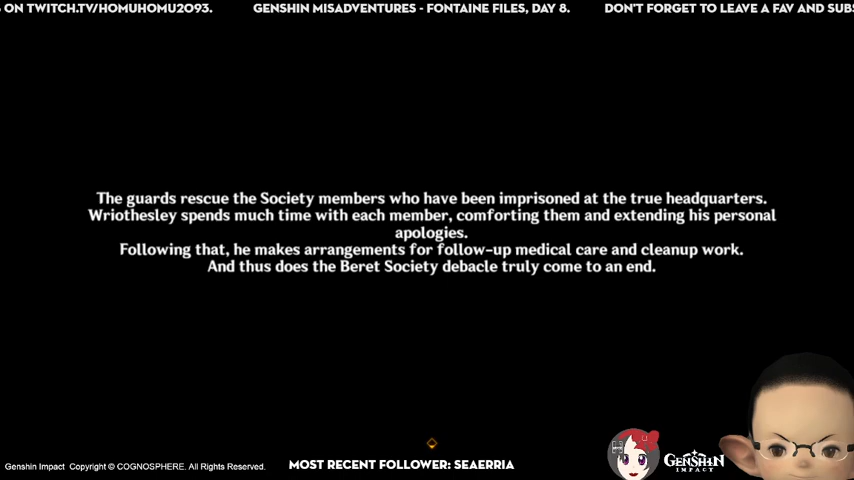 S ON TWITCH.TV/HOMUHOMU2093. GENSHIN MISADVENTURES - FONTAINE FILES, DAY 8. DON'T FORGET TO LEAVE A FAV AND SUBS
The guards rescue the Society members who have been imprisoned at the true headquarters.
Wriothesley spends much time with each member, comforting them and extending his personal
apologies.
Following that, he makes arrangements for follow-up medical care and cleanup work.
And thus does the Beret Society debacle truly come to an end.
GENSHIN
IMPACT
Genshin Impact Copyright © COGNOSPHERE. All Rights Reserved.
MOST RECENT FOLLOWER: SEAERRIA